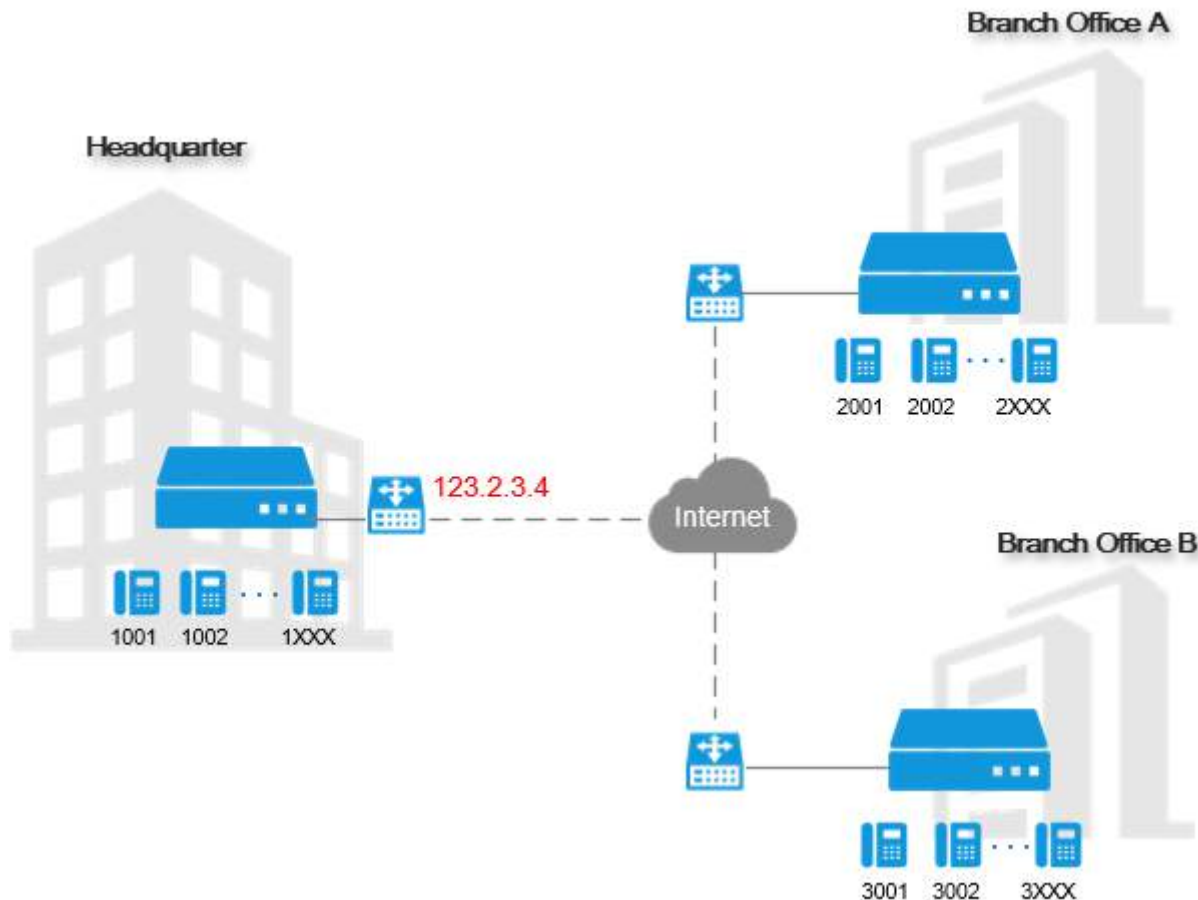 Branch Office A
Headquarter
2001 2002 2XXX
123.2.3.4
Internet
Branch Office B
1001 1002 1XXX
3001 3002 3XXX